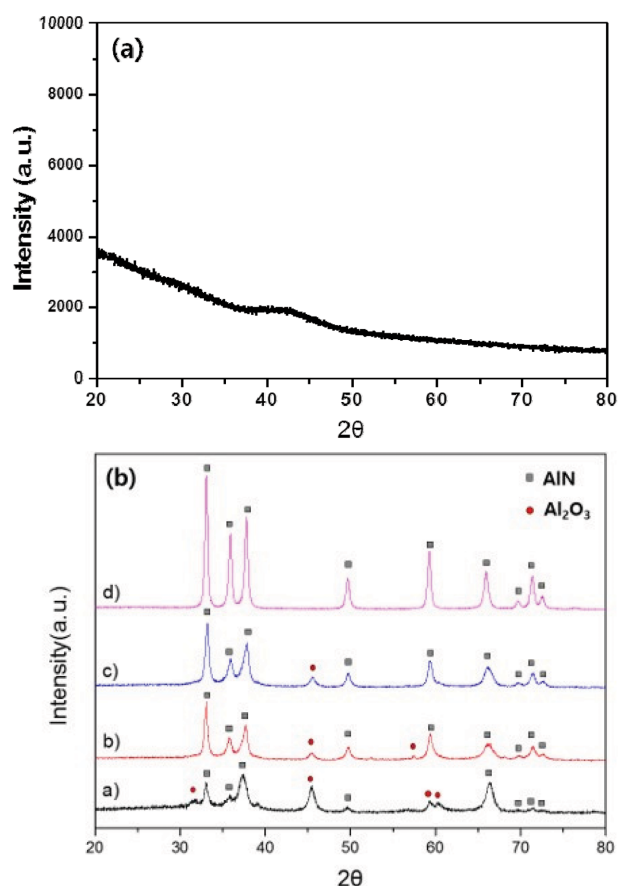 (a)
Intensity (a.u.)
10000
8000
6000
4000
2000
0
20 30 40 50 60 70 80
2θ
(b)
AlN
Al₂O₃
Intensity(a.u.)
d)
c)
b)
a)
20 30 40 50 60 70 80
2θ